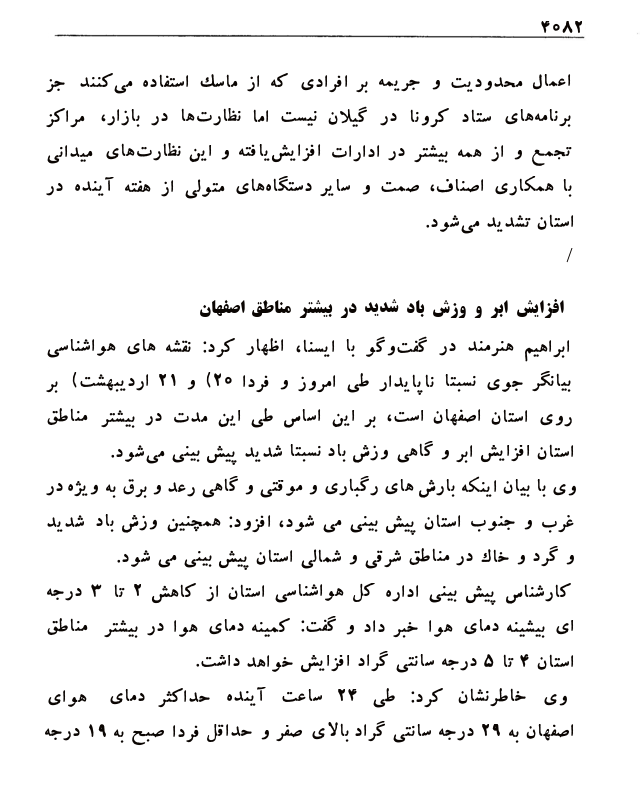 ۴۰۸۲
اعمال محدودیت و جریمه بر افرادی که از ماسك استفاده می‌کنند جز
برنامه‌های ستاد کرونا در گیلان نیست اما نظارت‌ها در بازار، مراکز
تجمع و از همه بیشتر در ادارات افزایش‌یافته و این نظارت‌های میدانی
با همکاری اصناف، صمت و سایر دستگاه‌های متولی از هفته آینده در
استان تشدید می‌شود.
/
افزایش ابر و وزش باد شدید در بیشتر مناطق اصفهان
ابراهیم هنرمند در گفت‌وگو با ایسنا، اظهار کرد: نقشه های هواشناسی
بیانگر جوی نسبتا ناپایدار طی امروز و فردا ۲۰) و ۲۱ اردیبهشت) بر
روی استان اصفهان است، بر این اساس طی این مدت در بیشتر مناطق
استان افزایش ابر و گاهی وزش باد نسبتا شدید پیش بینی می‌شود.
وی با بیان اینکه بارش های رگباری و موقتی و گاهی رعد و برق به ویژه در
غرب و جنوب استان پیش بینی می شود، افزود: همچنین وزش باد شدید
و گرد و خاك در مناطق شرقی و شمالی استان پیش بینی می شود.
کارشناس پیش بینی اداره کل هواشناسی استان از کاهش ۲ تا ۳ درجه
ای بیشینه دمای هوا خبر داد و گفت: کمینه دمای هوا در بیشتر مناطق
استان ۴ تا ۵ درجه سانتی گراد افزایش خواهد داشت.
وی خاطرنشان کرد: طی ۲۴ ساعت آینده حداکثر دمای هوای
اصفهان به ۲۹ درجه سانتی گراد بالای صفر و حداقل فردا صبح به ۱۹ درجه